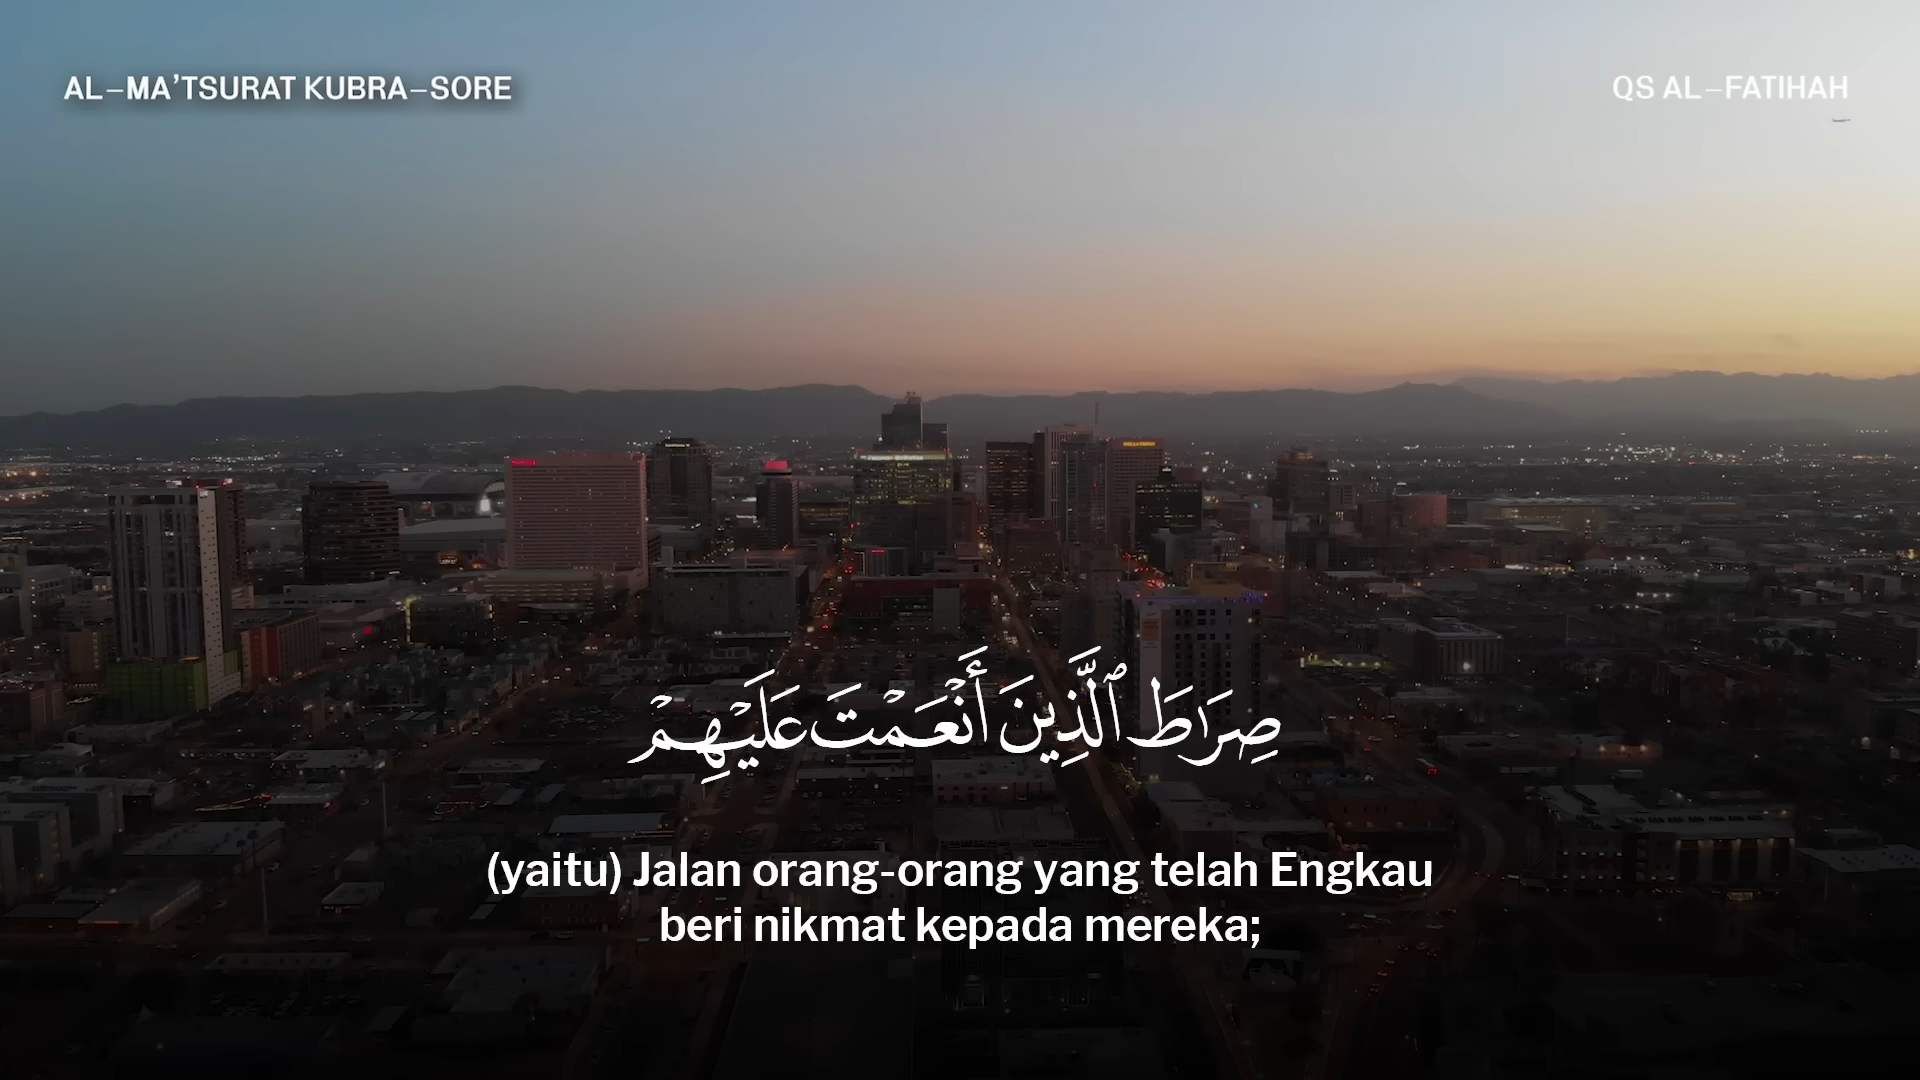 AL-MA'TSURAT KUBRA-SORE
QS AL-FATIHAH
صِرَٰطَ ٱلَّذِينَ أَنْعَمْتَ عَلَيْهِمْ
(yaitu) Jalan orang-orang yang telah Engkau
beri nikmat kepada mereka;